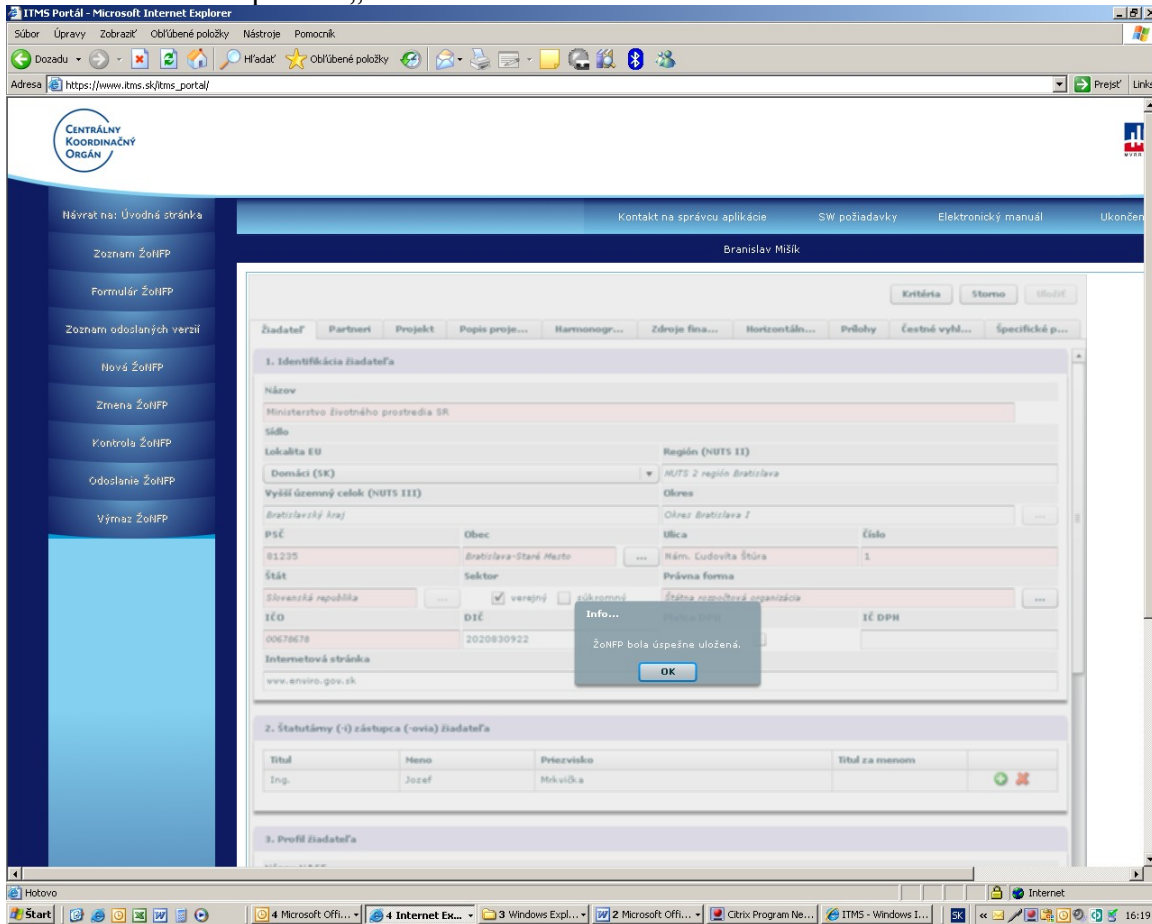 ITMS Portál - Microsoft Internet Explorer
Súbor Úpravy Zobraziť Obľúbené položky Nástroje Pomocník
Dozadu Hľadať Obľúbené položky
Adresa https://www.itms.sk/itms_portal/ Prejsť Links
CENTRÁLNY
KOORDINAČNÝ
ORGÁN
Návrat na: Úvodná stránka
Kontakt na správcu aplikácie SW požiadavky Elektronický manuál Ukončen
Zoznam ŽoNFP
Branislav Mišík
Formulár ŽoNFP
Kritéria Storno Uložiť
Zoznam odoslaných verzií
Žiadateľ Partneri Projekt Popis proje... Harmonogr... Zdroje fina... Horizontáln... Prílohy Čestné vyhl... Špecifické p...
Nová ŽoNFP
1. Identifikácia žiadateľa
Názov
Zmena ŽoNFP
Ministerstvo životného prostredia SR
Sídlo
Kontrola ŽoNFP
Lokalita EU Región (NUTS II)
Domáci (SK) NUTS 2 región Bratislava
Odoslanie ŽoNFP
Vyšší územný celok (NUTS III) Okres
Bratislavský kraj Okres Bratislava I ...
Výmaz ŽoNFP
PSČ Obec Ulica Číslo
81235 Bratislava-Staré Mesto ... Nám. Ľudovíta Štúra 1
Štát Sektor Právna forma
Slovenská republika ... verejný súkromný Štátna rozpočtová organizácia ...
IČO DIČ IČ DPH
00678678 2020830922
Info...
ŽoNFP bola úspešne uložená.
OK
Internetová stránka
www.enviro.gov.sk
2. Štatutárny (-i) zástupca (-ovia) žiadateľa
Titul Meno Priezvisko Titul za menom
Ing. Jozef Mrkvička
3. Profil žiadateľa
Hotovo Internet
Štart 4 Microsoft Offi... 4 Internet Ex... 3 Windows Expl... 2 Microsoft Offi... Citrix Program Ne... ITMS - Windows I... SK 16:19